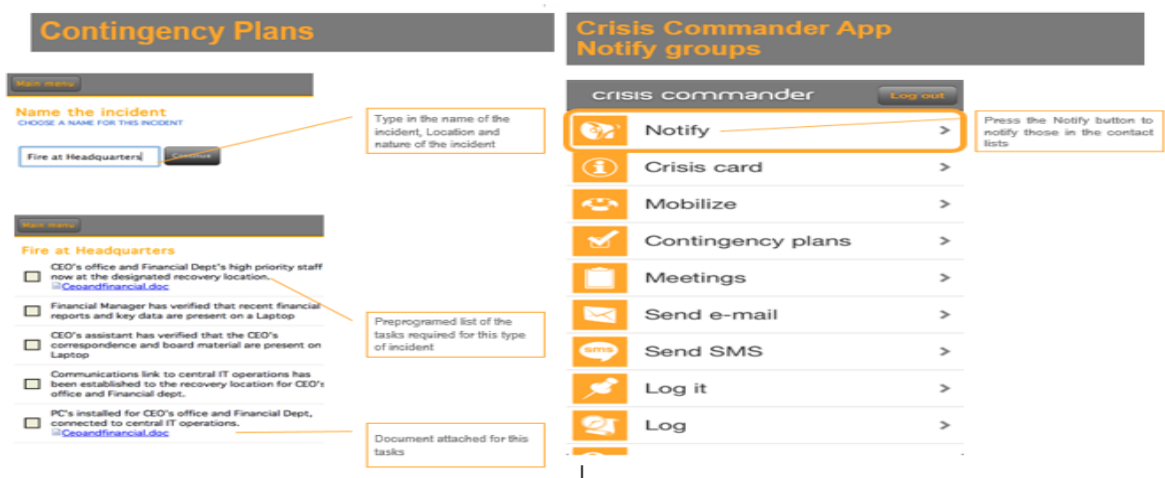 Contingency Plans
Main menu
Name the incident
CHOOSE A NAME FOR THIS INCIDENT
Fire at Headquarters
Continue
Type in the name of the
incident, Location and
nature of the incident
Main menu
Fire at Headquarters
CEO's office and Financial Dept's high priority staff
now at the designated recovery location.
Ceoandfinancial.doc
Financial Manager has verified that recent financial
reports and key data are present on a Laptop
CEO's assistant has verified that the CEO's
correspondence and board material are present on
Laptop
Communications link to central IT operations has
been established to the recovery location for CEO's
office and Financial dept.
PC's installed for CEO's office and Financial Dept,
connected to central IT operations.
Ceoandfinancial.doc
Preprogramed list of the
tasks required for this type
of incident
Document attached for this
tasks
Crisis Commander App
Notify groups
crisis commander
Log out
Notify
Crisis card
Mobilize
Contingency plans
Meetings
Send e-mail
sms
Send SMS
Log it
Log
Press the Notify button to
notify those in the contact
lists